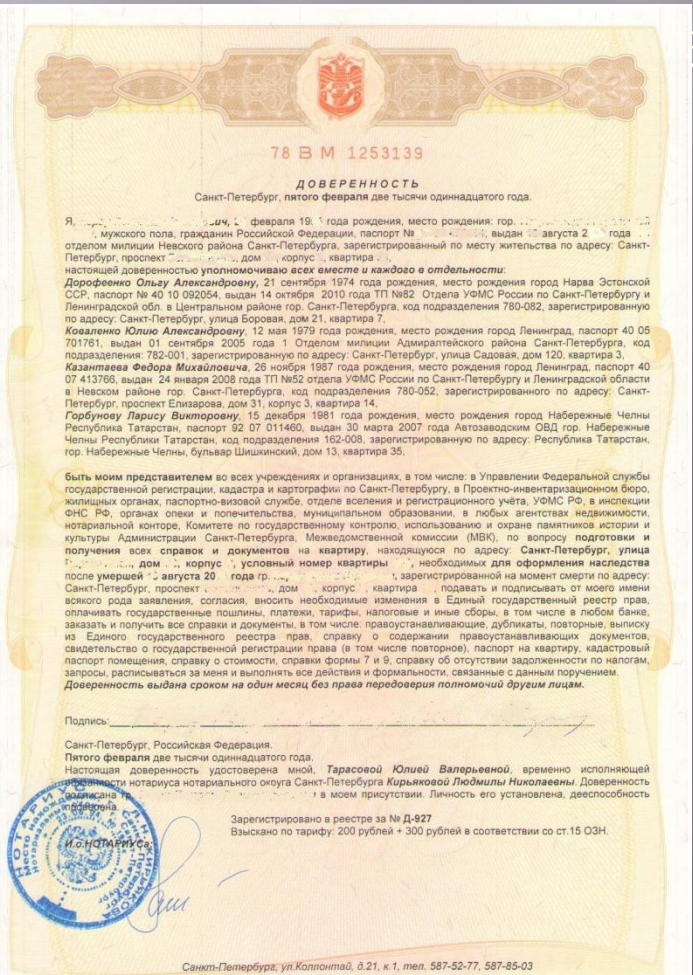 78 В М 1253139
ДОВЕРЕННОСТЬ
Санкт-Петербург, пятого февраля две тысячи одиннадцатого года.
Я, вич, февраля 19 года рождения, место рождения: гор.
, мужского пола, гражданин Российской Федерации, паспорт № , выдан августа 2 года
отделом милиции Невского района Санкт-Петербурга, зарегистрированный по месту жительства по адресу: Санкт-
Петербург, проспект , дом , корпус , квартира ,
настоящей доверенностью уполномочиваю всех вместе и каждого в отдельности:
Дорофеенко Ольгу Александровну, 21 сентября 1974 года рождения, место рождения город Нарва Эстонской
ССР, паспорт № 40 10 092054, выдан 14 октября 2010 года ТП №82 Отдела УФМС России по Санкт-Петербургу и
Ленинградской обл. в Центральном районе гор. Санкт-Петербурга, код подразделения 780-082, зарегистрированную
по адресу: Санкт-Петербург, улица Боровая, дом 21, квартира 7,
Коваленко Юлию Александровну, 12 мая 1979 года рождения, место рождения город Ленинград, паспорт 40 05
701761, выдан 01 сентября 2005 года 1 Отделом милиции Адмиралтейского района Санкт-Петербурга, код
подразделения: 782-001, зарегистрированную по адресу: Санкт-Петербург, улица Садовая, дом 120, квартира 3,
Казантаева Федора Михайловича, 26 ноября 1987 года рождения, место рождения город Ленинград, паспорт 40
07 413766, выдан 24 января 2008 года ТП №52 отдела УФМС России по Санкт-Петербургу и Ленинградской области
в Невском районе гор. Санкт-Петербурга, код подразделения 780-052, зарегистрированного по адресу: Санкт-
Петербург, проспект Елизарова, дом 31, корпус 3, квартира 14,
Горбунову Ларису Викторовну, 15 декабря 1981 года рождения, место рождения город Набережные Челны
Республика Татарстан, паспорт 92 07 011460, выдан 30 марта 2007 года Автозаводским ОВД гор. Набережные
Челны Республики Татарстан, код подразделения 162-008, зарегистрированную по адресу: Республика Татарстан,
гор. Набережные Челны, бульвар Шишкинский, дом 13, квартира 35,
быть моим представителем во всех учреждениях и организациях, в том числе: в Управлении Федеральной службы
государственной регистрации, кадастра и картографии по Санкт-Петербургу, в Проектно-инвентаризационном бюро,
жилищных органах, паспортно-визовой службе, отделе вселения и регистрационного учёта, УФМС РФ, в инспекции
ФНС РФ, органах опеки и попечительства, муниципальном образовании, в любых агентствах недвижимости,
нотариальной конторе, Комитете по государственному контролю, использованию и охране памятников истории и
культуры Администрации Санкт-Петербурга, Межведомственной комиссии (МВК), по вопросу подготовки и
получения всех справок и документов на квартиру, находящуюся по адресу: Санкт-Петербург, улица
, дом , корпус , условный номер квартиры , необходимых для оформления наследства
после умершей августа 20 года гр. , зарегистрированной на момент смерти по адресу:
Санкт-Петербург, проспект , дом , корпус , квартира , подавать и подписывать от моего имени
всякого рода заявления, согласия, вносить необходимые изменения в Единый государственный реестр прав,
оплачивать государственные пошлины, платежи, тарифы, налоговые и иные сборы, в том числе в любом банке,
заказать и получить все справки и документы, в том числе: правоустанавливающие, дубликаты, повторные, выписку
из Единого государственного реестра прав, справку о содержании правоустанавливающих документов,
свидетельство о государственной регистрации права (в том числе повторное), паспорт на квартиру, кадастровый
паспорт помещения, справку о стоимости, справки формы 7 и 9, справку об отсутствии задолженности по налогам,
запросы, расписываться за меня и выполнять все действия и формальности, связанные с данным поручением.
Доверенность выдана сроком на один месяц без права передоверия полномочий другим лицам.
Подпись:
Санкт-Петербург, Российская Федерация.
Пятого февраля две тысячи одиннадцатого года.
Настоящая доверенность удостоверена мной, Тарасовой Юлией Валерьевной, временно исполняющей
обязанности нотариуса нотариального округа Санкт-Петербурга Кирьяковой Людмилы Николаевны. Доверенность
подписана гр. в моем присутствии. Личность его установлена, дееспособность
проверена.
Зарегистрировано в реестре за № Д-927
Взыскано по тарифу: 200 рублей + 300 рублей в соответствии со ст.15 ОЗН.
И.о.НОТАРИУСа:
Санкт-Петербург, ул.Коллонтай, д.21, к.1, тел. 587-52-77, 587-85-03